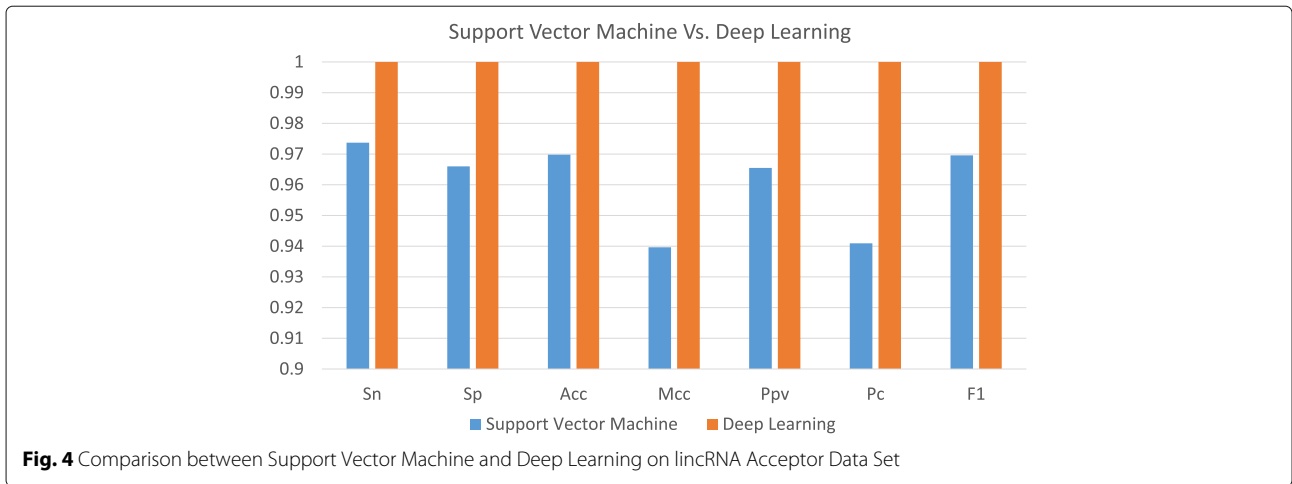 Support Vector Machine Vs. Deep Learning
1
0.99
0.98
0.97
0.96
0.95
0.94
0.93
0.92
0.91
0.9
Sn Sp Acc Mcc Ppv Pc F1
Support Vector Machine Deep Learning
Fig. 4 Comparison between Support Vector Machine and Deep Learning on lincRNA Acceptor Data Set